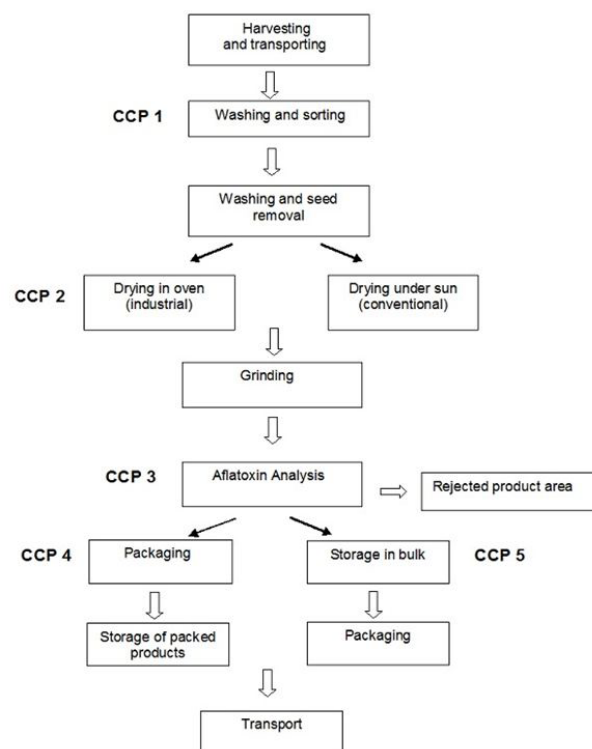 Harvesting
and transporting
CCP 1
Washing and sorting
Washing and seed
removal
CCP 2
Drying in oven
(industrial)
Drying under sun
(conventional)
Grinding
CCP 3
Aflatoxin Analysis
Rejected product area
CCP 4
Packaging
Storage in bulk
CCP 5
Storage of packed
products
Packaging
Transport